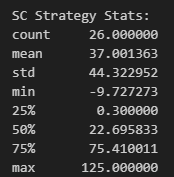 SC Strategy Stats:
count 26.000000
mean 37.001363
std 44.322952
min -9.727273
25% 0.300000
50% 22.695833
75% 75.410011
max 125.000000